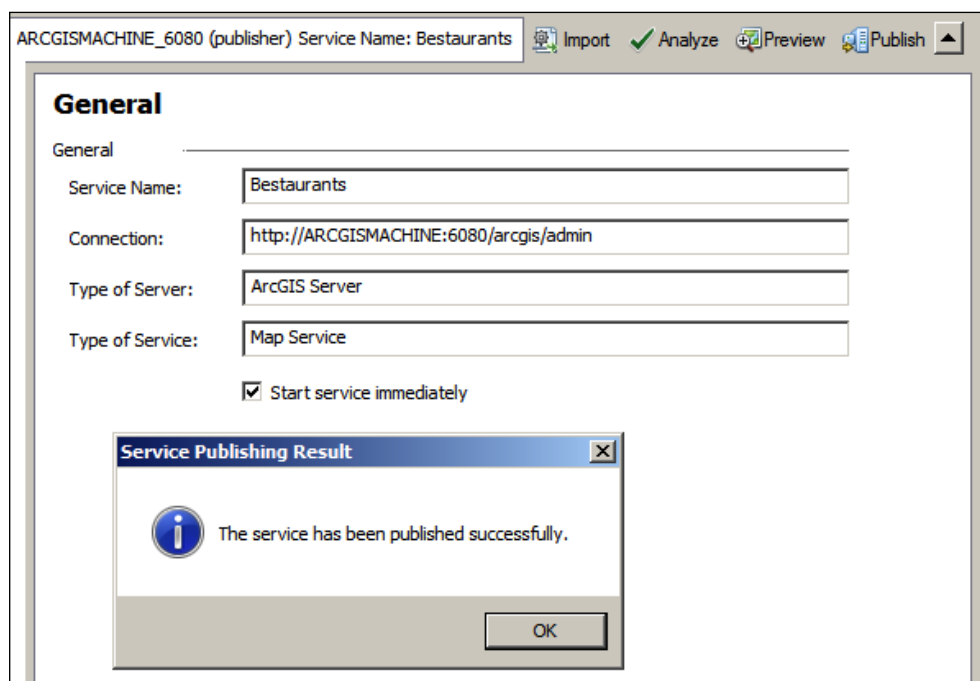 ARCGISMACHINE_6080 (publisher) Service Name: Bestaurants Import Analyze Preview Publish
General
General
Service Name: Bestaurants
Connection: http://ARCGISMACHINE:6080/arcgis/admin
Type of Server: ArcGIS Server
Type of Service: Map Service
Start service immediately
Service Publishing Result
The service has been published successfully.
OK